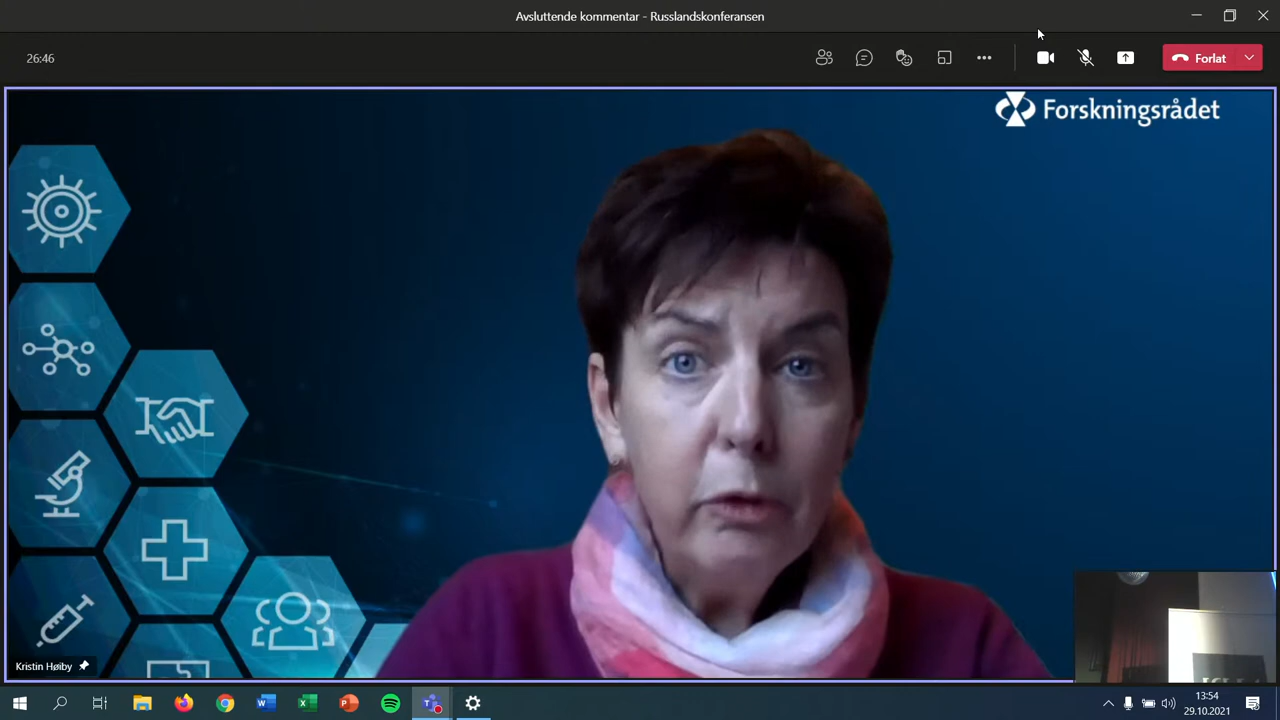 Avsluttende kommentar - Russlandskonferansen
26:46
Forlat
Forskningsrådet
Kristin Høiby
13:54
29.10.2021